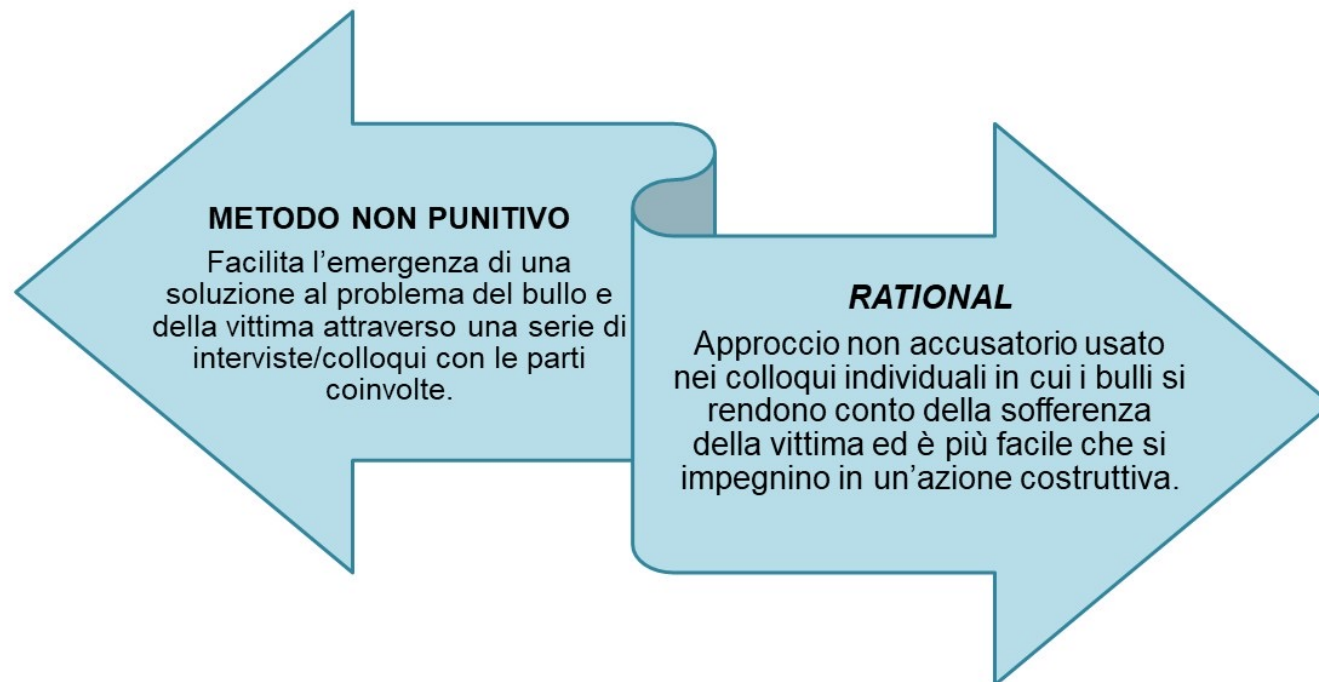 METODO NON PUNITIVO
Facilita l’emergenza di una
soluzione al problema del bullo e
della vittima attraverso una serie di
interviste/colloqui con le parti
coinvolte.
RATIONAL
Approccio non accusatorio usato
nei colloqui individuali in cui i bulli si
rendono conto della sofferenza
della vittima ed è più facile che si
impegnino in un’azione costruttiva.